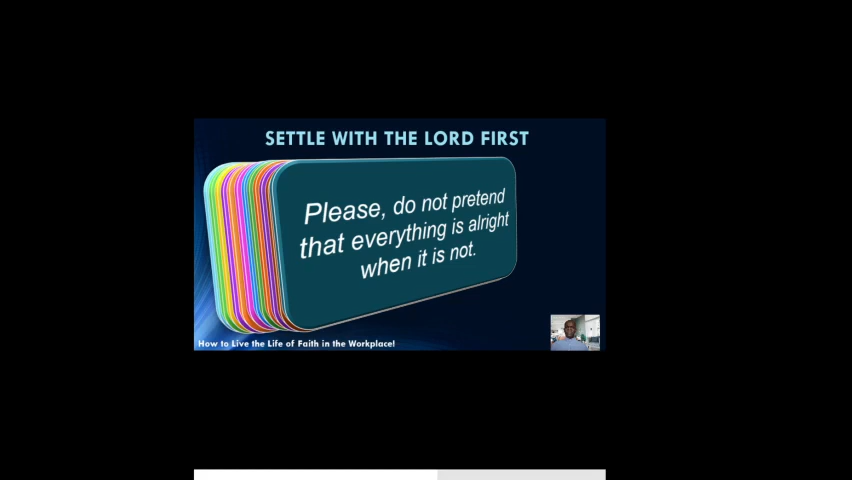 SETTLE WITH THE LORD FIRST
Please, do not pretend
that everything is alright
when it is not.
How to Live the Life of Faith in the Workplace!